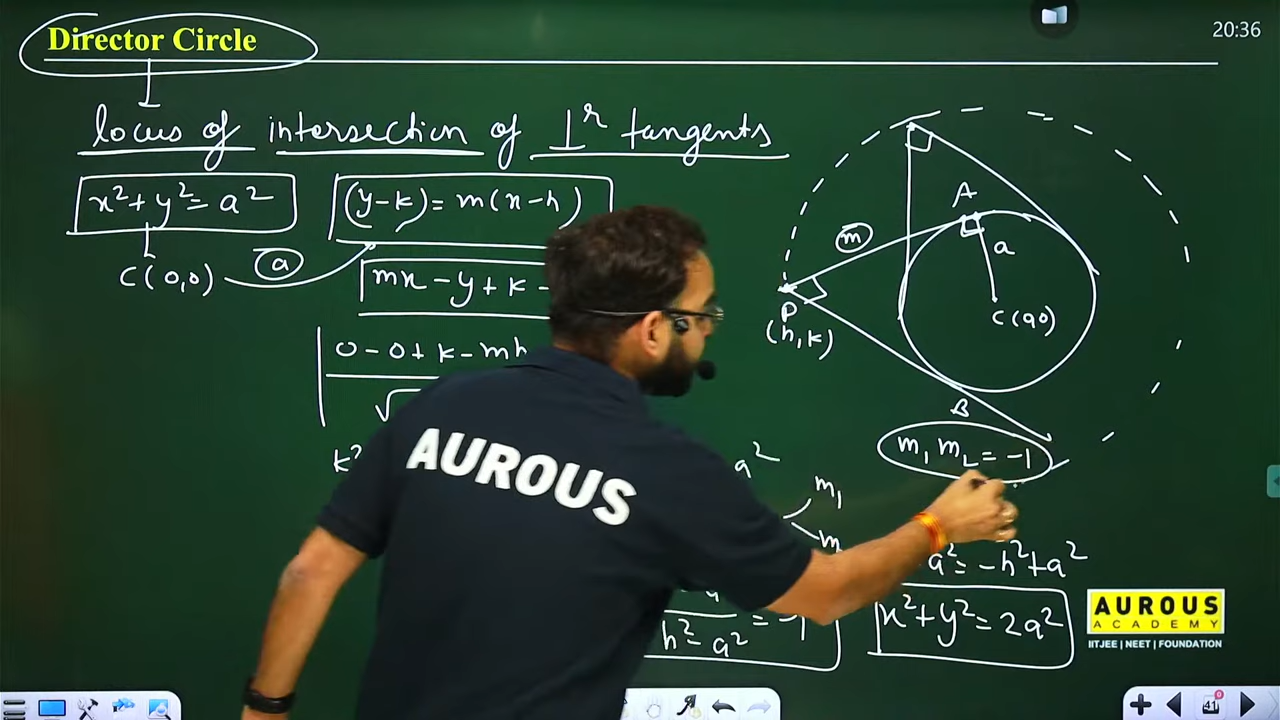 Director Circle
20:36
locus of intersection of ⊥r tangents
x²+y²=a²
(y-k)=m(x-h)
C(0,0)
a
mx-y+k-
0-0+k-mh
√
k²
a²
m₁
m
h²-a²
=-1
A
m
a
P
(h,k)
C(0,0)
B
m₁m₂=-1
a²=-h²+a²
x²+y²=2a²
AUROUS
AUROUS
ACADEMY
IITJEE | NEET | FOUNDATION
41